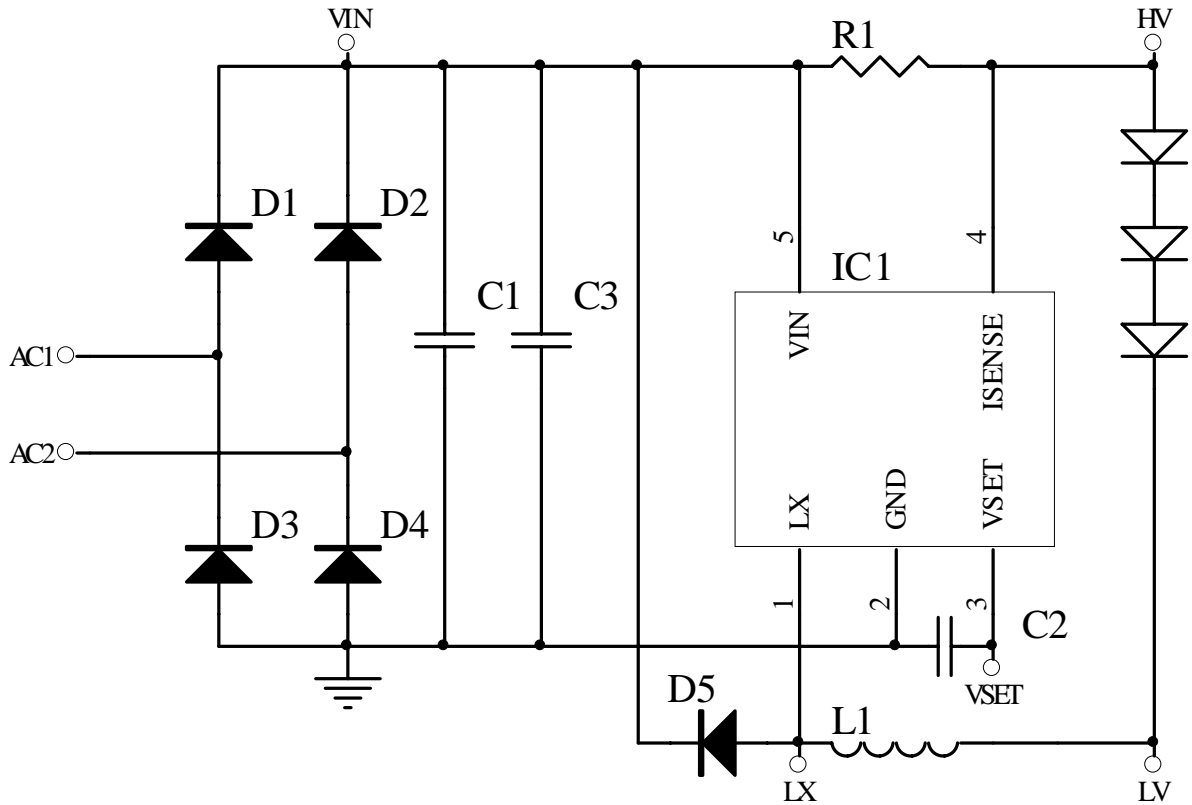 VIN
HV
R1
D1
D2
5
4
IC1
C1
C3
VIN
ISENSE
AC1
AC2
LX
GND
VSET
D3
D4
1
2
3
C2
VSET
D5
L1
LX
LV